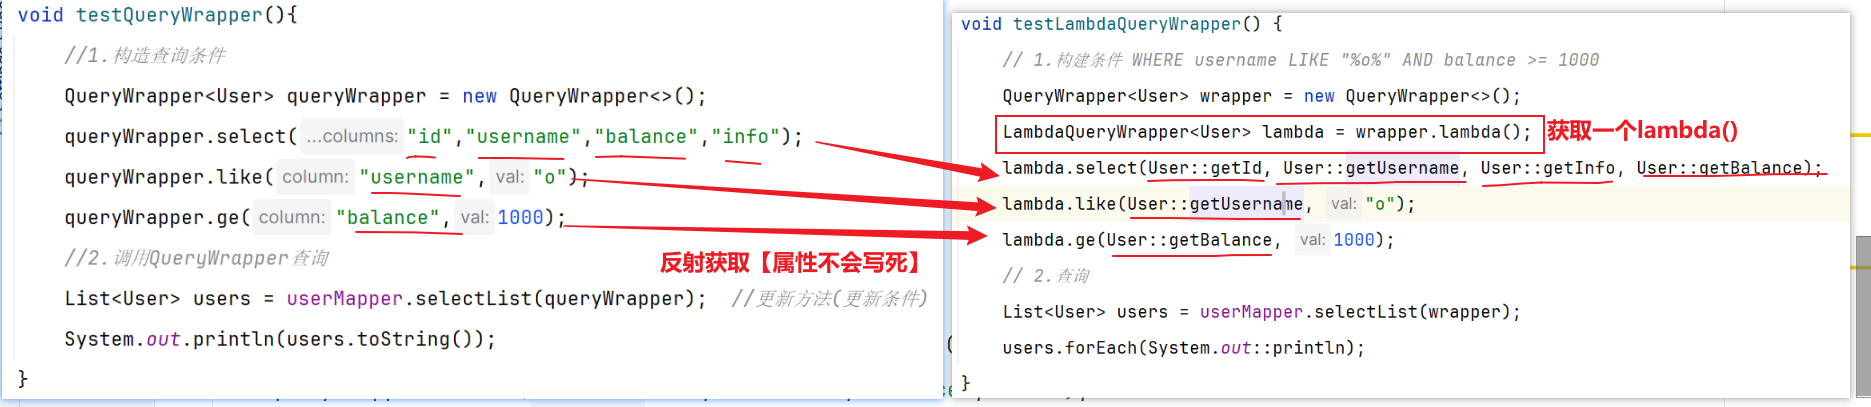 void testQueryWrapper(){
//1.构造查询条件
QueryWrapper<User> queryWrapper = new QueryWrapper<>();
queryWrapper.select( ...columns: "id","username","balance","info");
queryWrapper.like( column: "username", val: "o");
queryWrapper.ge( column: "balance", val: 1000);
//2.调用QueryWrapper查询
反射获取【属性不会写死】
List<User> users = userMapper.selectList(queryWrapper); //更新方法(更新条件)
System.out.println(users.toString());
}
void testLambdaQueryWrapper() {
// 1.构建条件 WHERE username LIKE "%o%" AND balance >= 1000
QueryWrapper<User> wrapper = new QueryWrapper<>();
LambdaQueryWrapper<User> lambda = wrapper.lambda();
获取一个lambda()
lambda.select(User::getId, User::getUsername, User::getInfo, User::getBalance);
lambda.like(User::getUsername, val: "o");
lambda.ge(User::getBalance, val: 1000);
// 2.查询
List<User> users = userMapper.selectList(wrapper);
users.forEach(System.out::println);
}